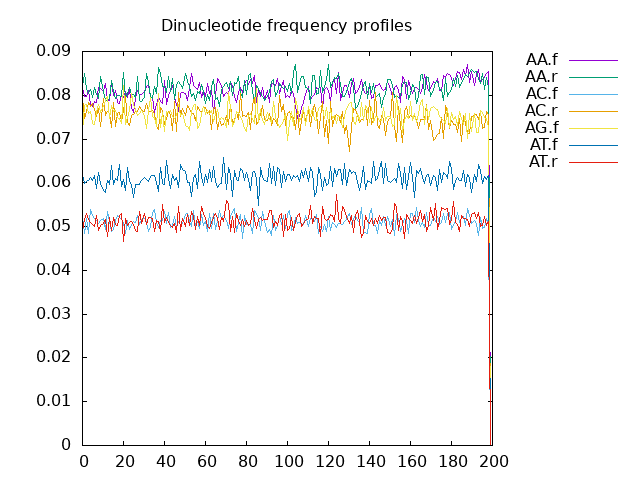 Dinucleotide frequency profiles
0.09
0.08
0.07
0.06
0.05
0.04
0.03
0.02
0.01
0
0 20 40 60 80 100 120 140 160 180 200
AA.f
AA.r
AC.f
AC.r
AG.f
AT.f
AT.r